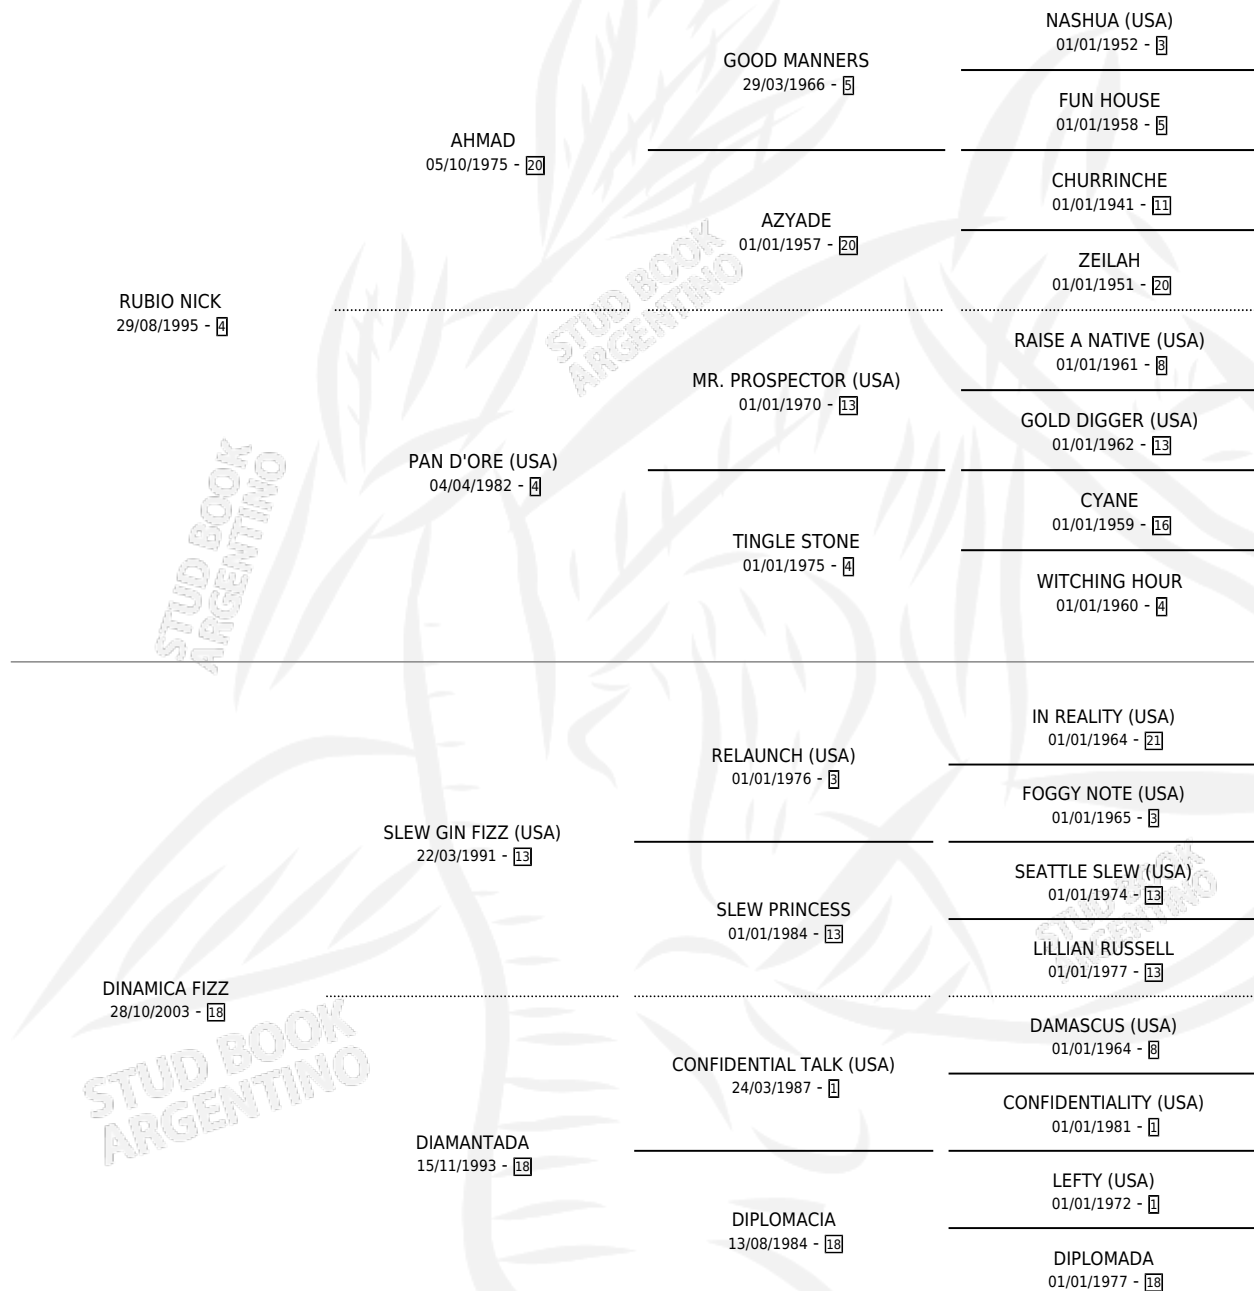 NASHUA (USA)
01/01/1952 - 3
GOOD MANNERS
29/03/1966 - 5
FUN HOUSE
01/01/1958 - 5
AHMAD
05/10/1975 - 20
CHURRINCHE
01/01/1941 - 11
AZYADE
01/01/1957 - 20
ZEILAH
01/01/1951 - 20
RUBIO NICK
29/08/1995 - 4
RAISE A NATIVE (USA)
01/01/1961 - 8
MR. PROSPECTOR (USA)
01/01/1970 - 13
GOLD DIGGER (USA)
01/01/1962 - 13
PAN D'ORE (USA)
04/04/1982 - 4
CYANE
01/01/1959 - 16
TINGLE STONE
01/01/1975 - 4
WITCHING HOUR
01/01/1960 - 4
STUD BOOK
ARGENTINO
STUD BOOK
ARGENTINO
IN REALITY (USA)
01/01/1964 - 21
RELAUNCH (USA)
01/01/1976 - 3
FOGGY NOTE (USA)
01/01/1965 - 3
SLEW GIN FIZZ (USA)
22/03/1991 - 13
SEATTLE SLEW (USA)
01/01/1974 - 13
SLEW PRINCESS
01/01/1984 - 13
LILLIAN RUSSELL
01/01/1977 - 13
STUD BOOK
ARGENTINO
DINAMICA FIZZ
28/10/2003 - 18
DAMASCUS (USA)
01/01/1964 - 8
CONFIDENTIAL TALK (USA)
24/03/1987 - 1
CONFIDENTIALITY (USA)
01/01/1981 - 1
DIAMANTADA
15/11/1993 - 18
LEFTY (USA)
01/01/1972 - 1
DIPLOMACIA
13/08/1984 - 18
DIPLOMADA
01/01/1977 - 18
STUD BOOK
ARGENTINO